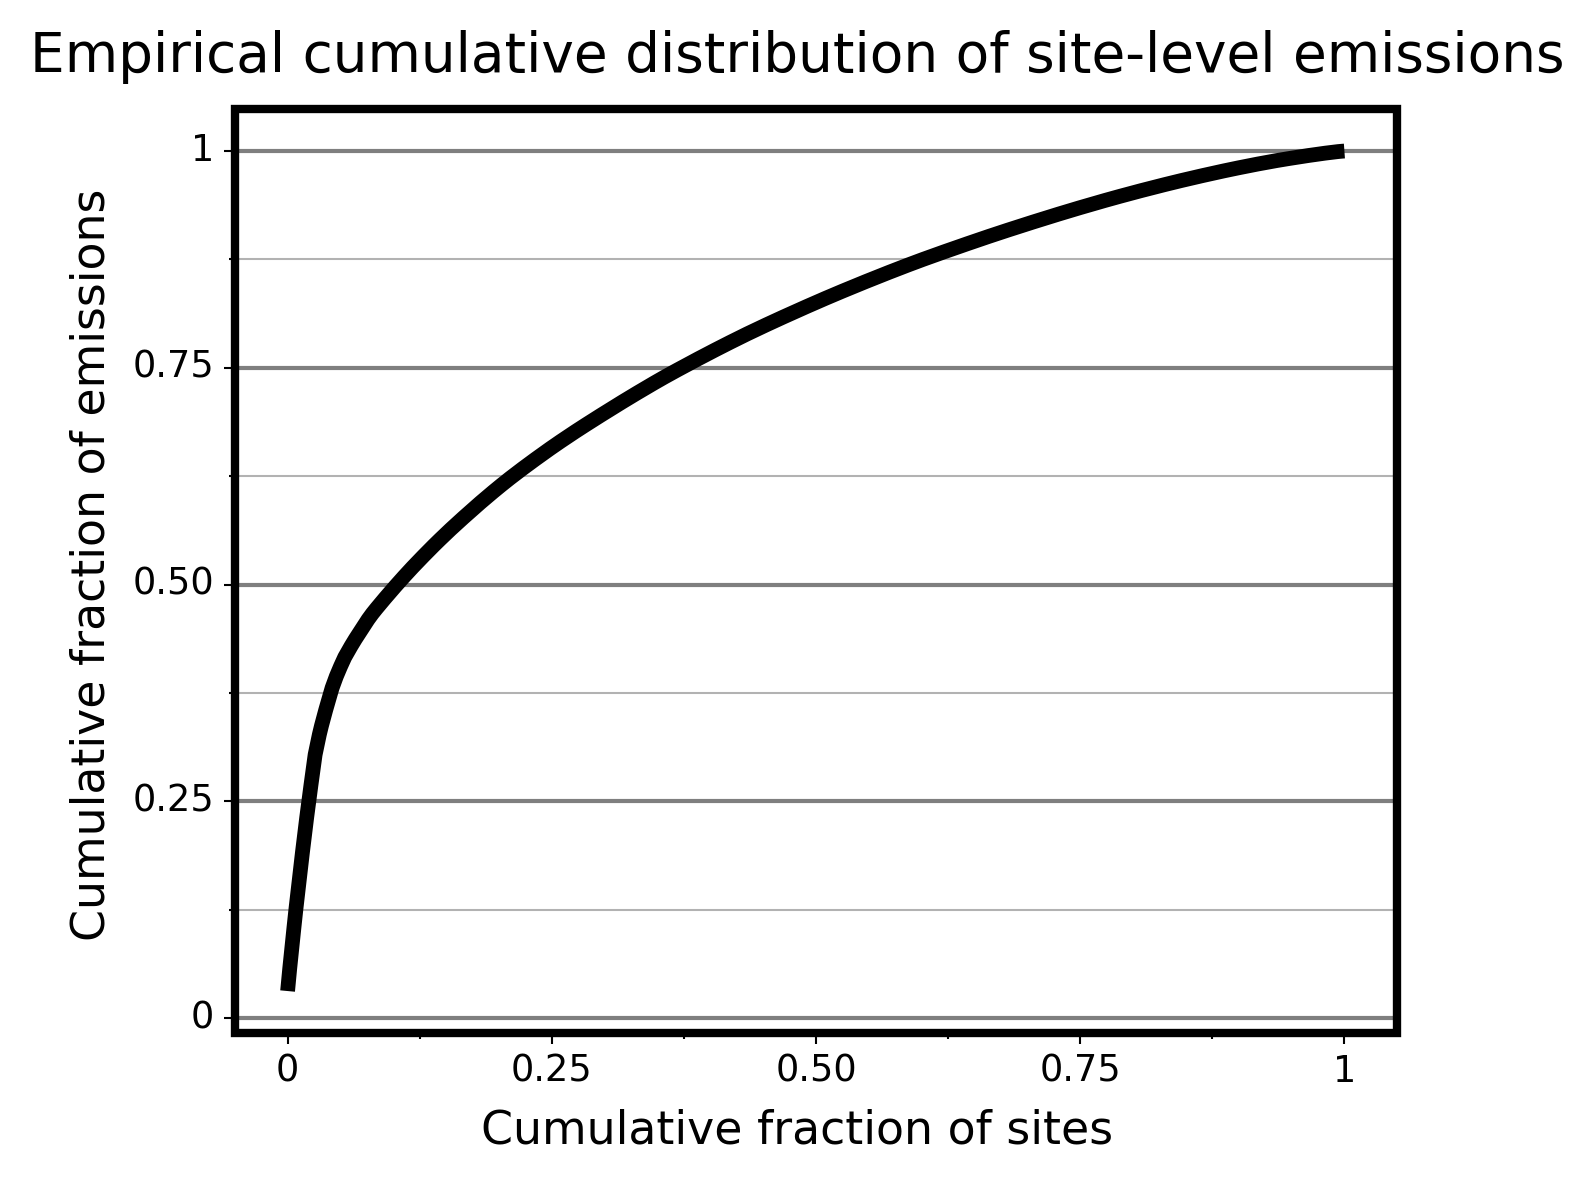 Empirical cumulative distribution of site-level emissions
Cumulative fraction of emissions
1
0.75
0.50
0.25
0
0 0.25 0.50 0.75 1
Cumulative fraction of sites